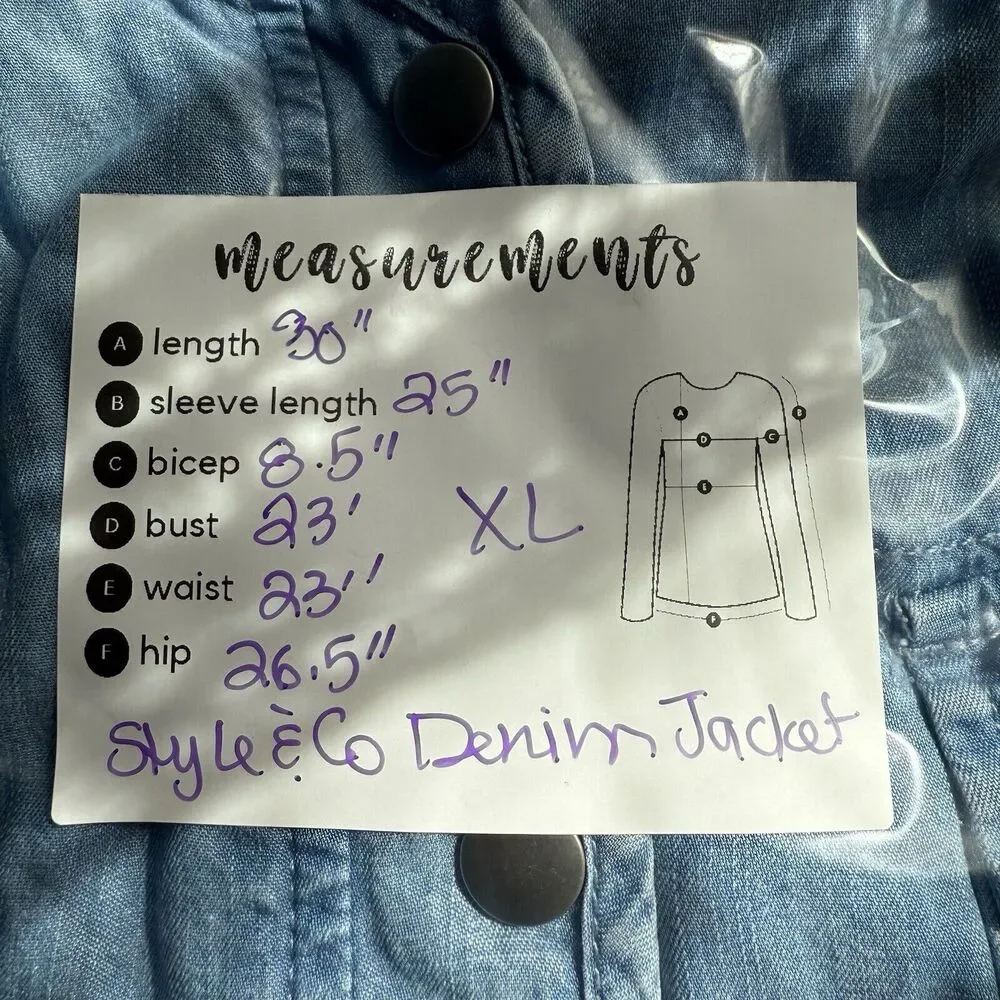 measurements
A length 30"
B sleeve length 25"
C bicep 8.5"
D bust 23'
E waist 23''
F hip 26.5"
XL
Style & Co Denim Jacket
A
B
D
C
E
F